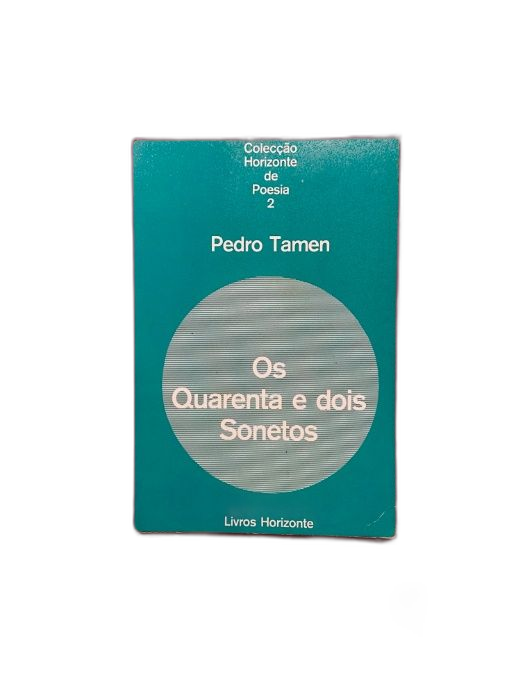 Colecção
Horizonte
de
Poesia
2
Pedro Tamen
Os
Quarenta e dois
Sonetos
Livros Horizonte